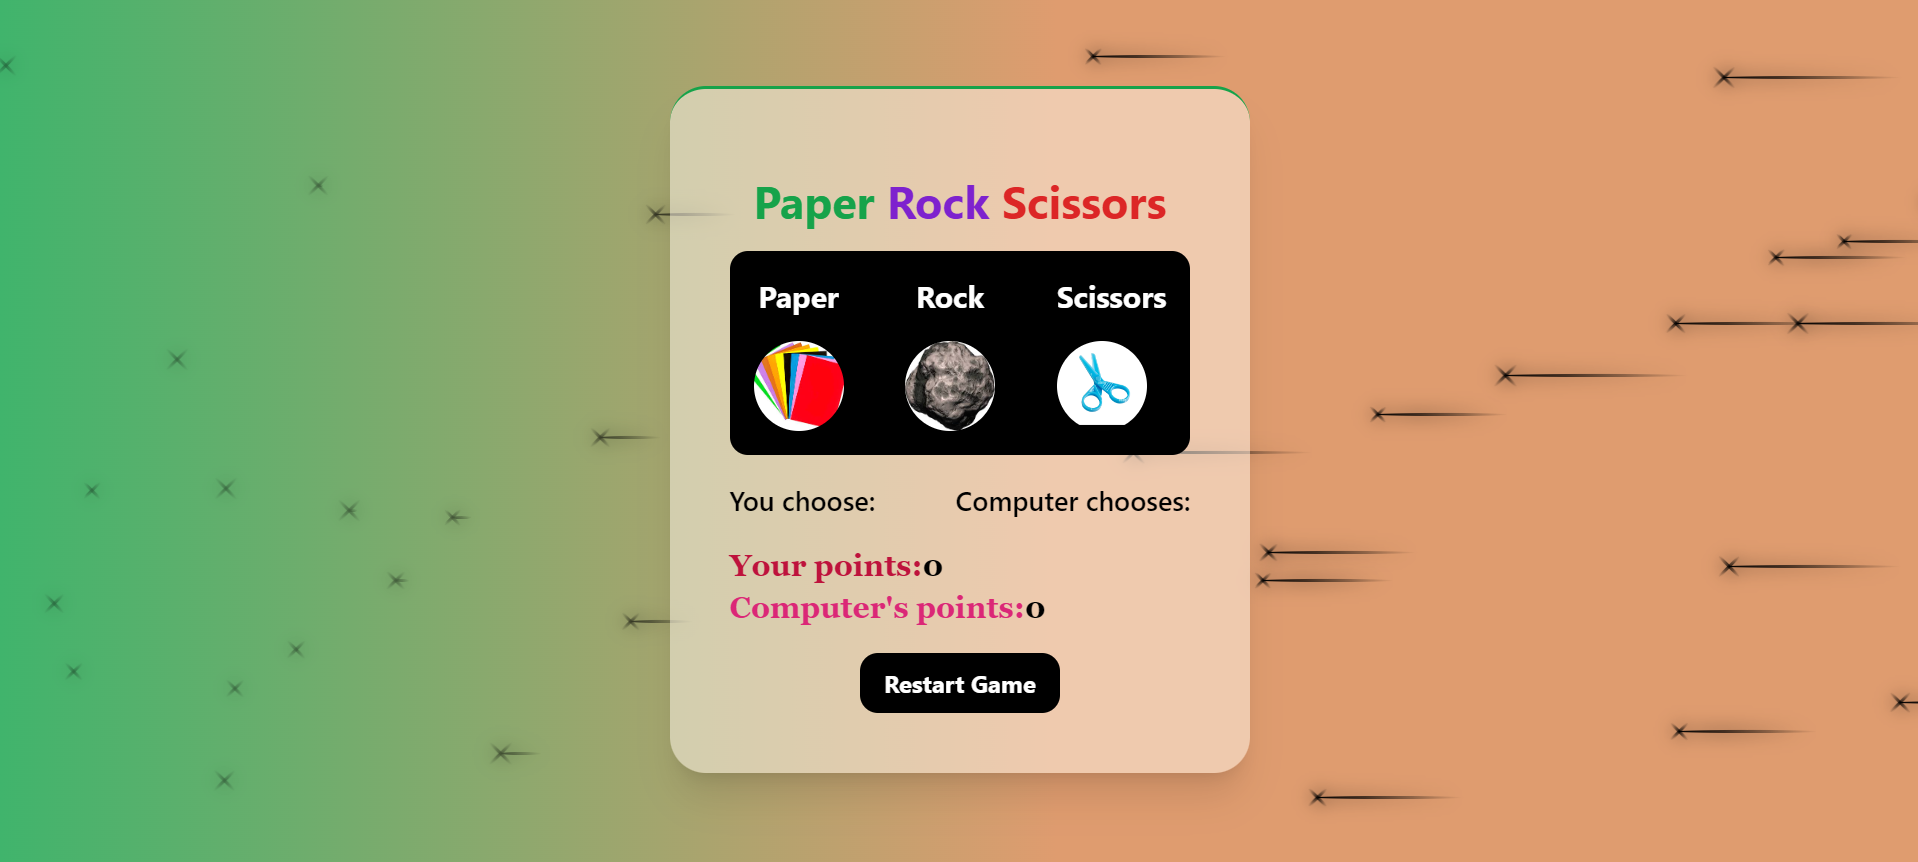 Paper Rock Scissors
Paper Rock Scissors
You choose: Computer chooses:
Your points:0
Computer's points:0
Restart Game